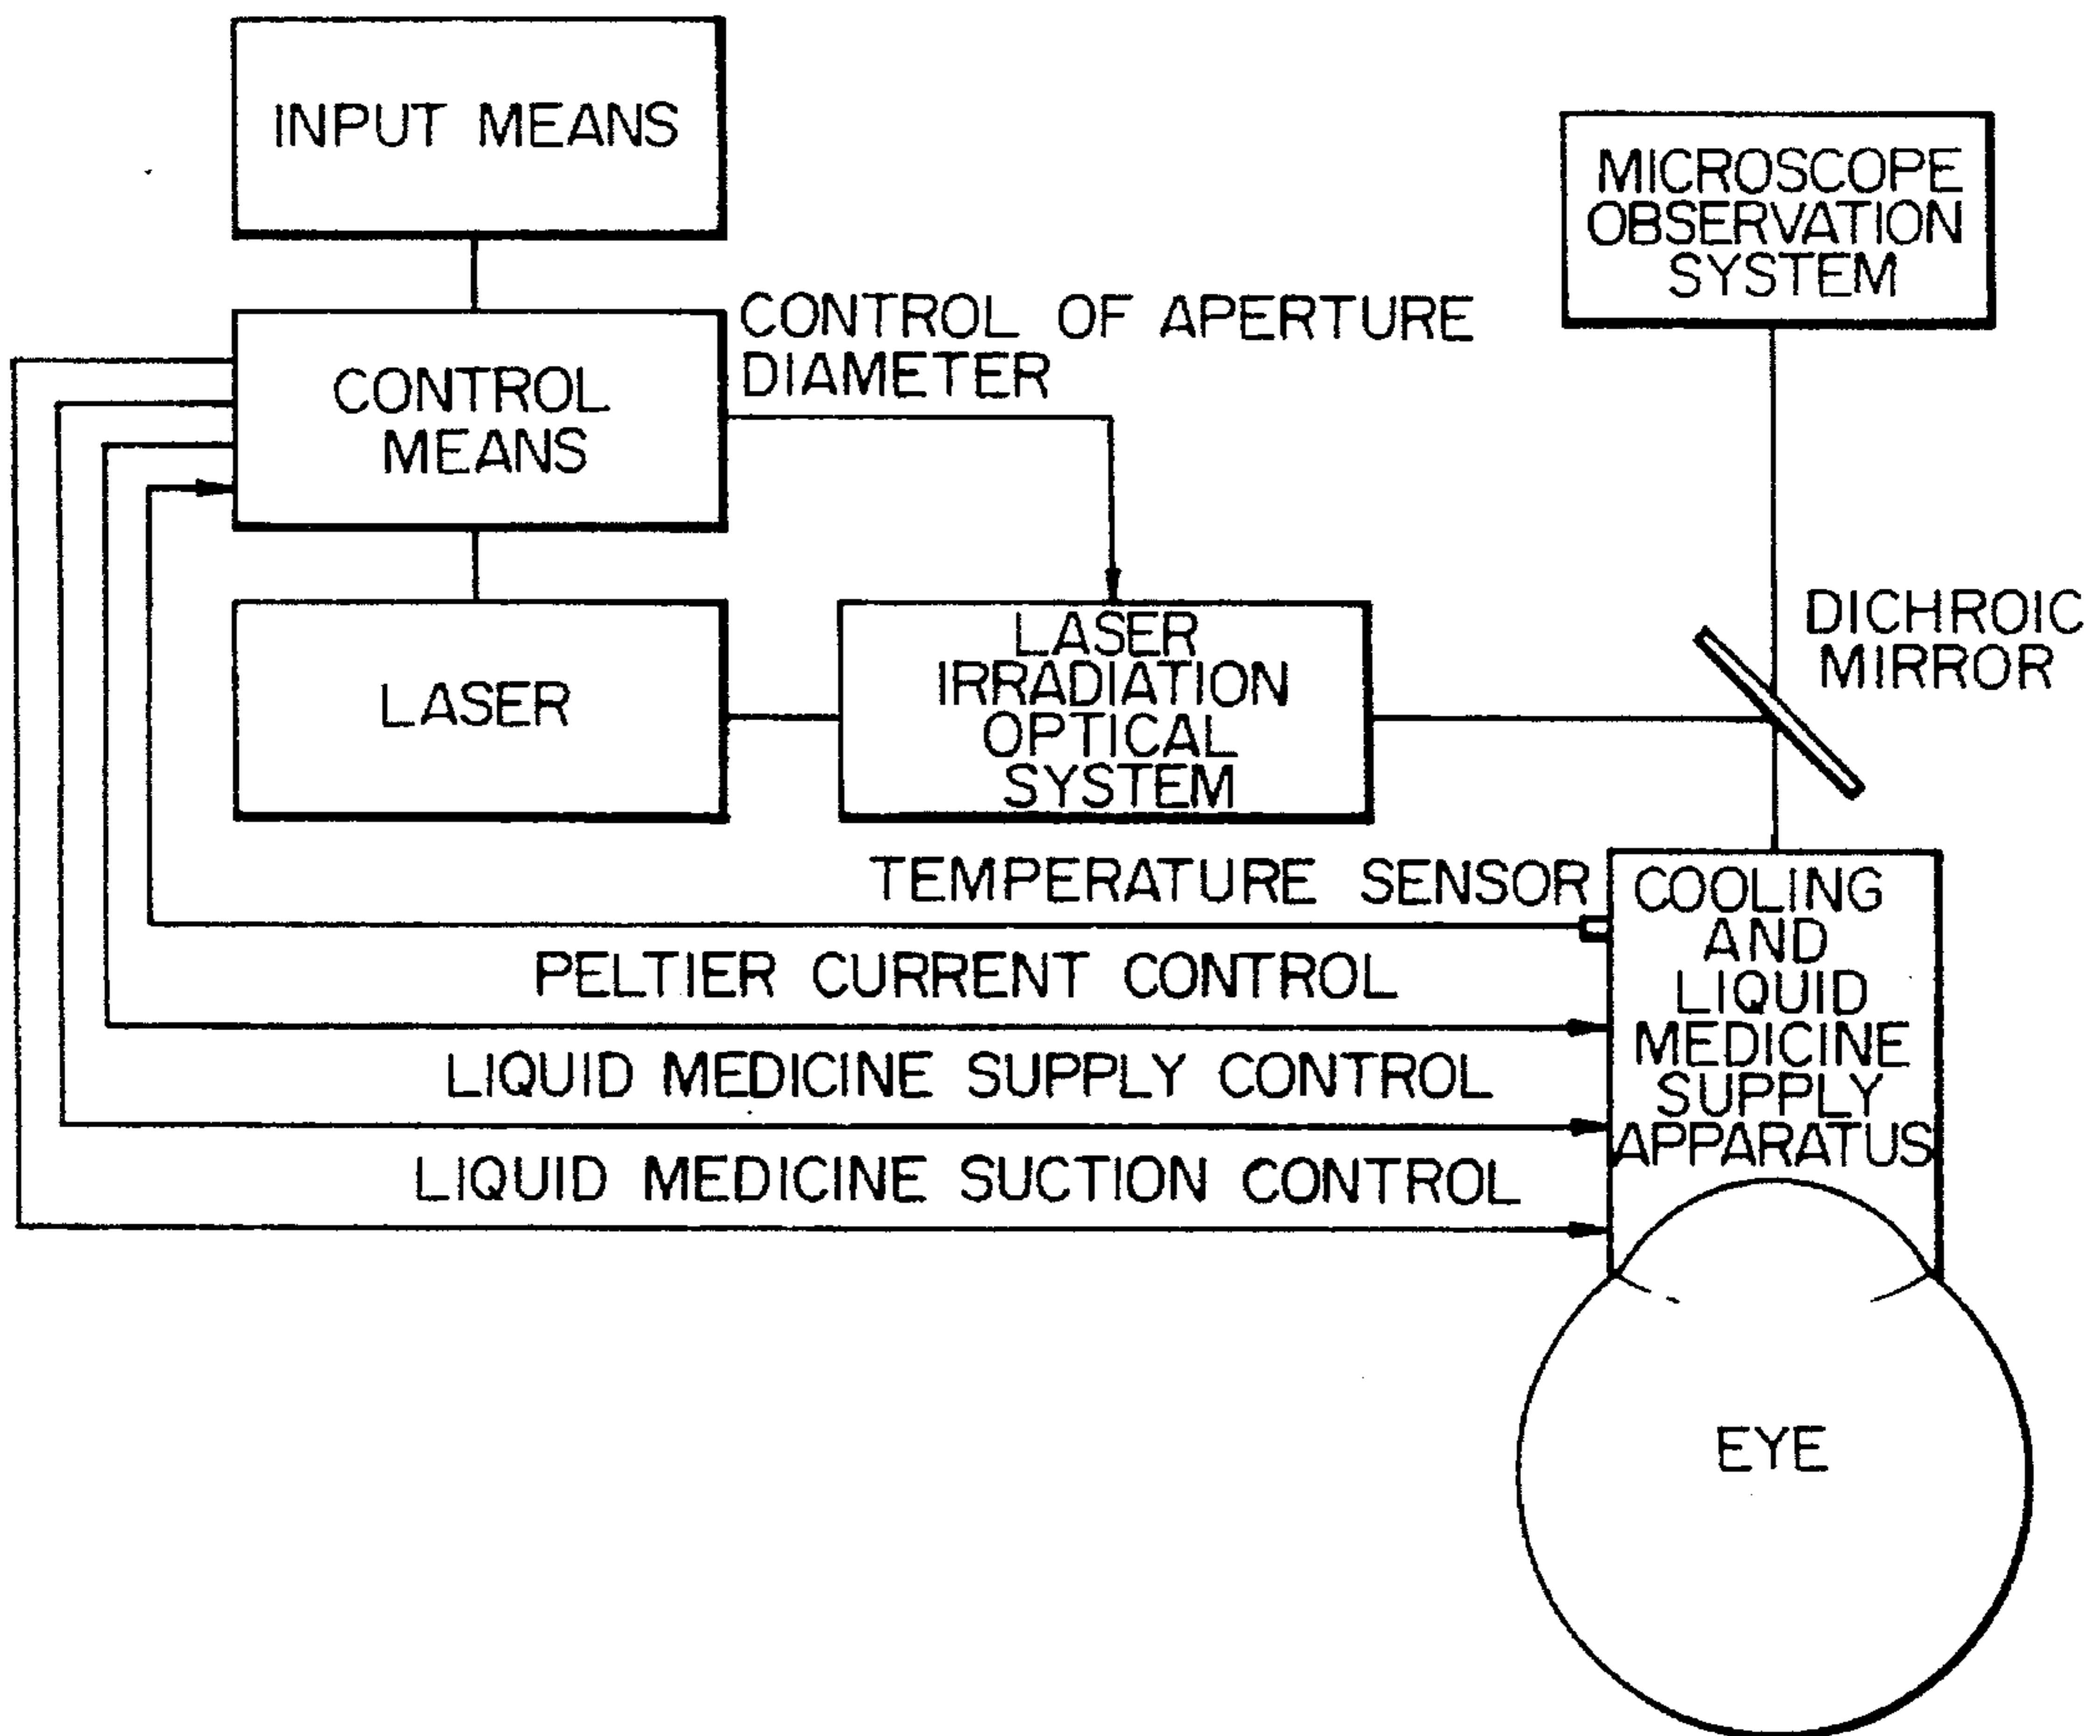 INPUT MEANS
MICROSCOPE
OBSERVATION
SYSTEM
CONTROL OF APERTURE
DIAMETER
CONTROL
MEANS
DICHROIC
MIRROR
LASER
LASER
IRRADIATION
OPTICAL
SYSTEM
TEMPERATURE SENSOR
PELTIER CURRENT CONTROL
LIQUID MEDICINE SUPPLY CONTROL
LIQUID MEDICINE SUCTION CONTROL
COOLING
AND
LIQUID
MEDICINE
SUPPLY
APPARATUS
EYE